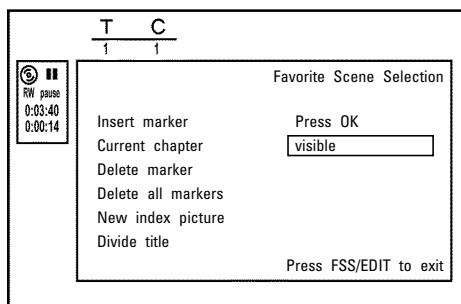 T C
1 1
RW pause
0:03:40
0:00:14
Favorite Scene Selection
Insert marker Press OK
Current chapter visible
Delete marker
Delete all markers
New index picture
Divide title
Press FSS/EDIT to exit